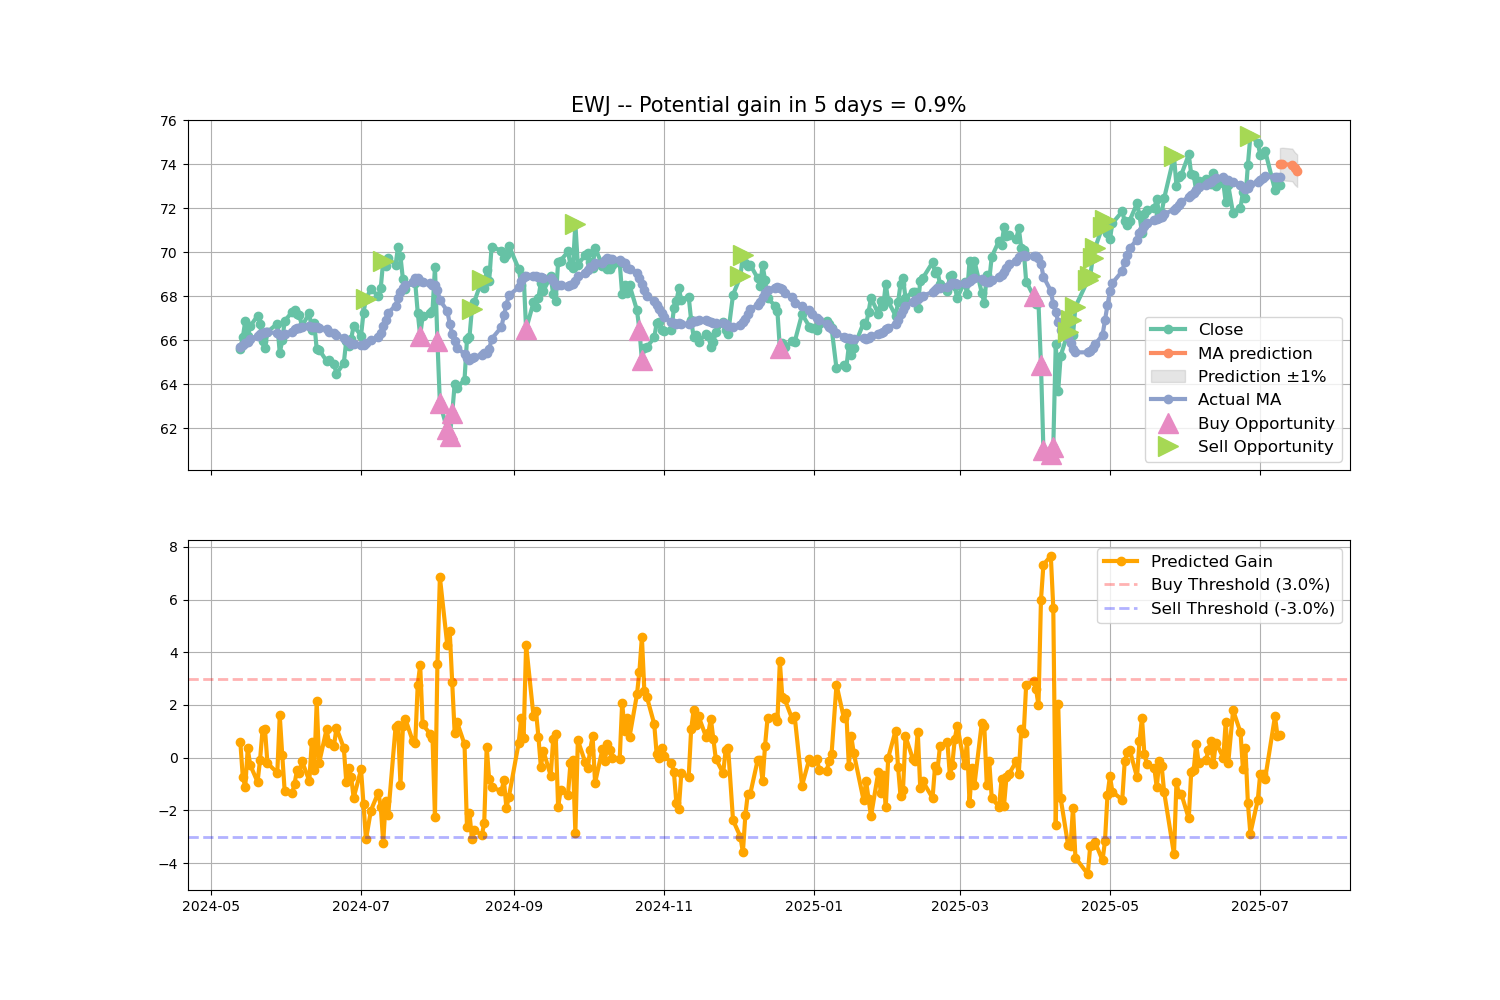 EWJ -- Potential gain in 5 days = 0.9%
76
74
72
70
68
66
64
62
Close
MA prediction
Prediction ±1%
Actual MA
Buy Opportunity
Sell Opportunity
8
6
4
2
0
−2
−4
Predicted Gain
Buy Threshold (3.0%)
Sell Threshold (-3.0%)
2024-05 2024-07 2024-09 2024-11 2025-01 2025-03 2025-05 2025-07